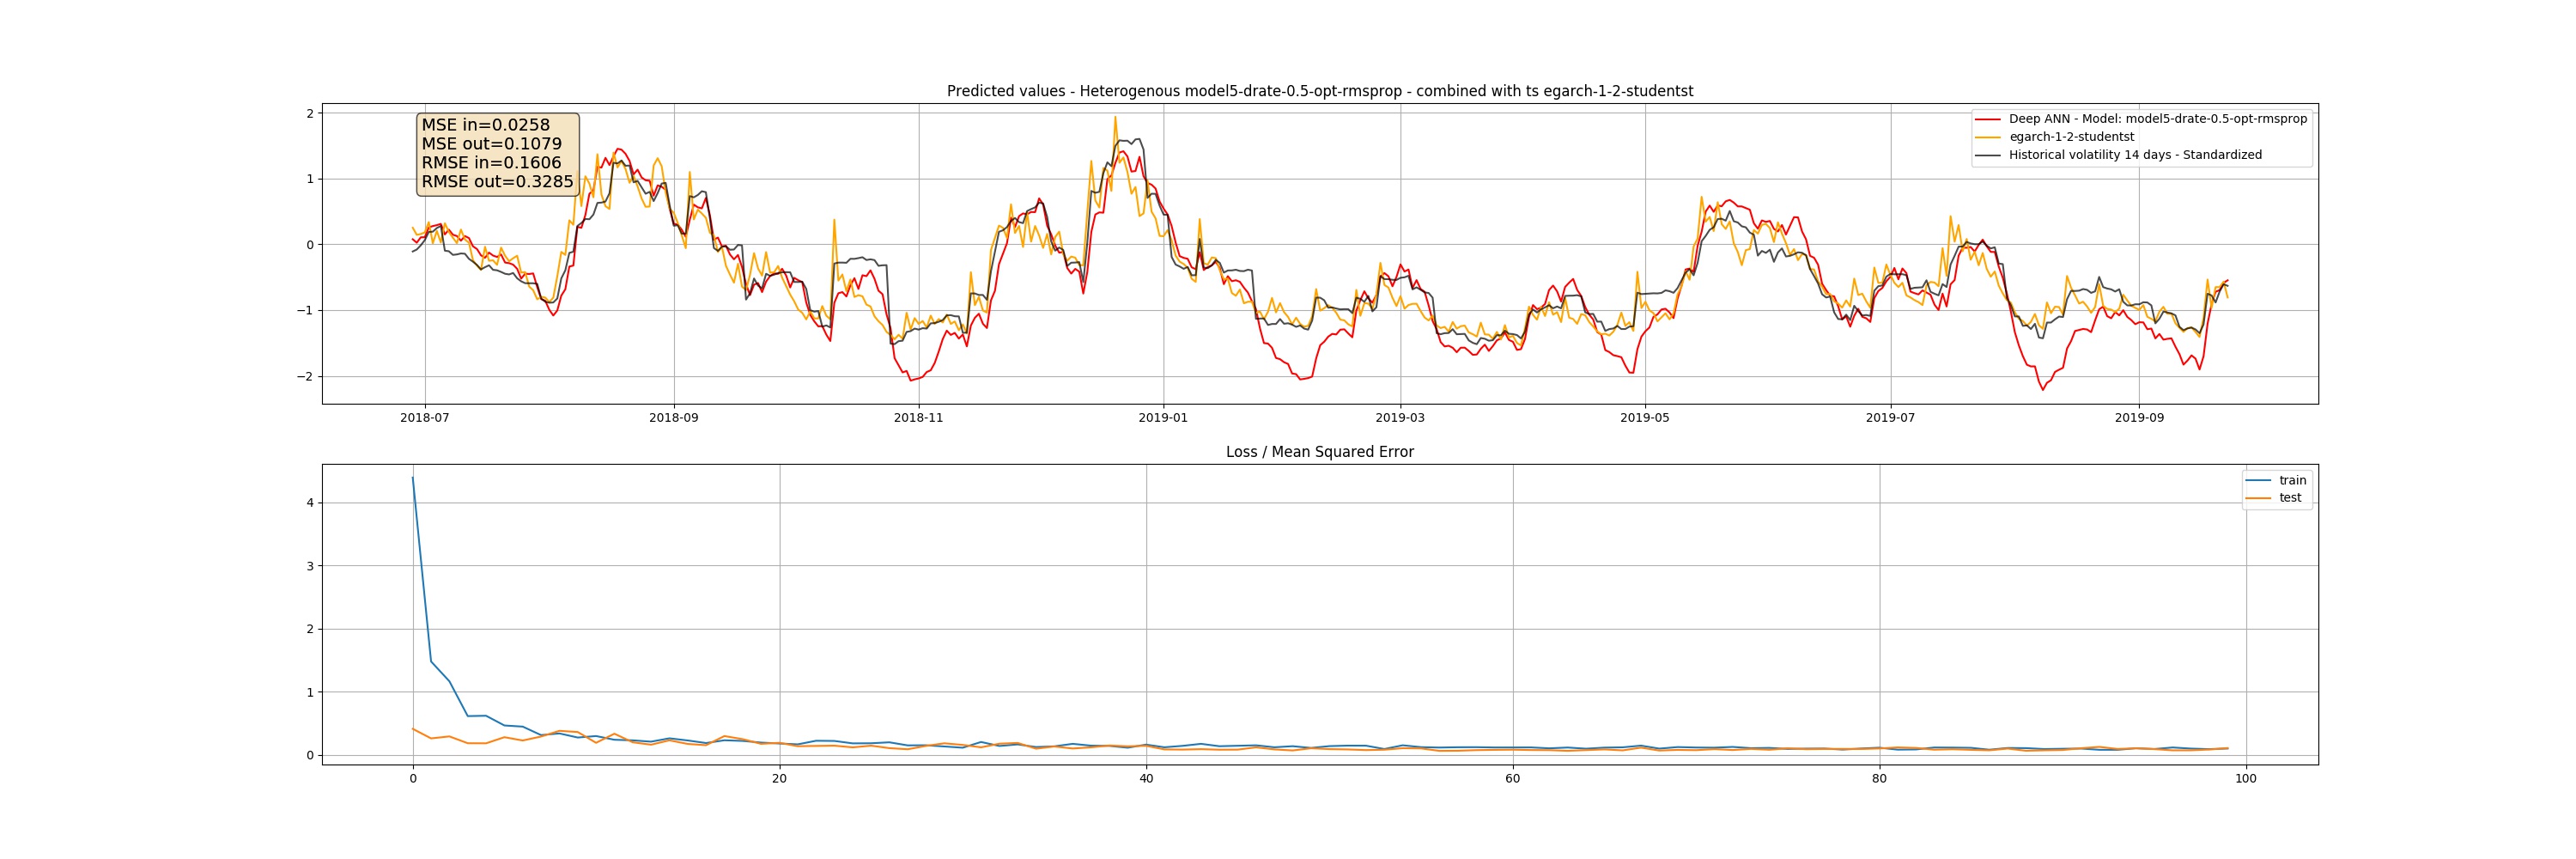 Predicted values - Heterogenous model5-drate-0.5-opt-rmsprop - combined with ts egarch-1-2-studentst
MSE in=0.0258
MSE out=0.1079
RMSE in=0.1606
RMSE out=0.3285
Deep ANN - Model: model5-drate-0.5-opt-rmsprop
egarch-1-2-studentst
Historical volatility 14 days - Standardized
2
1
0
−1
−2
2018-07 2018-09 2018-11 2019-01 2019-03 2019-05 2019-07 2019-09
Loss / Mean Squared Error
train
test
4
3
2
1
0
0 20 40 60 80 100